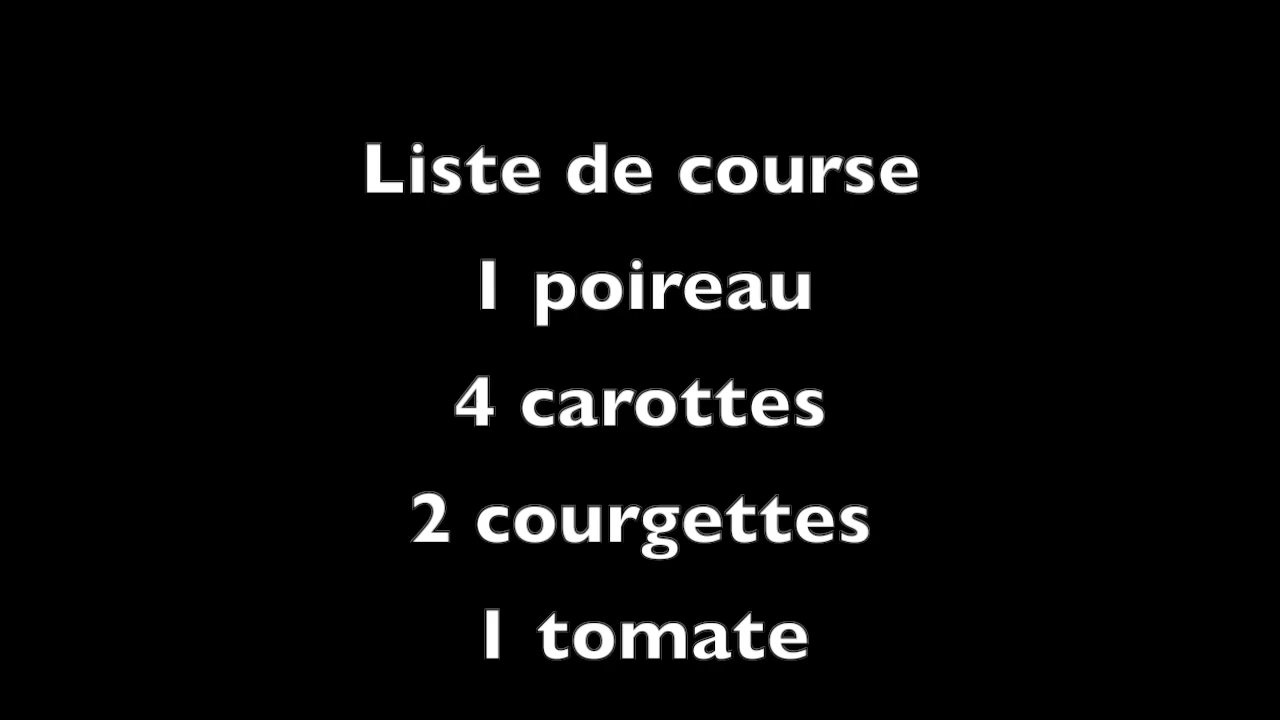 Liste de course
1 poireau
4 carottes
2 courgettes
1 tomate